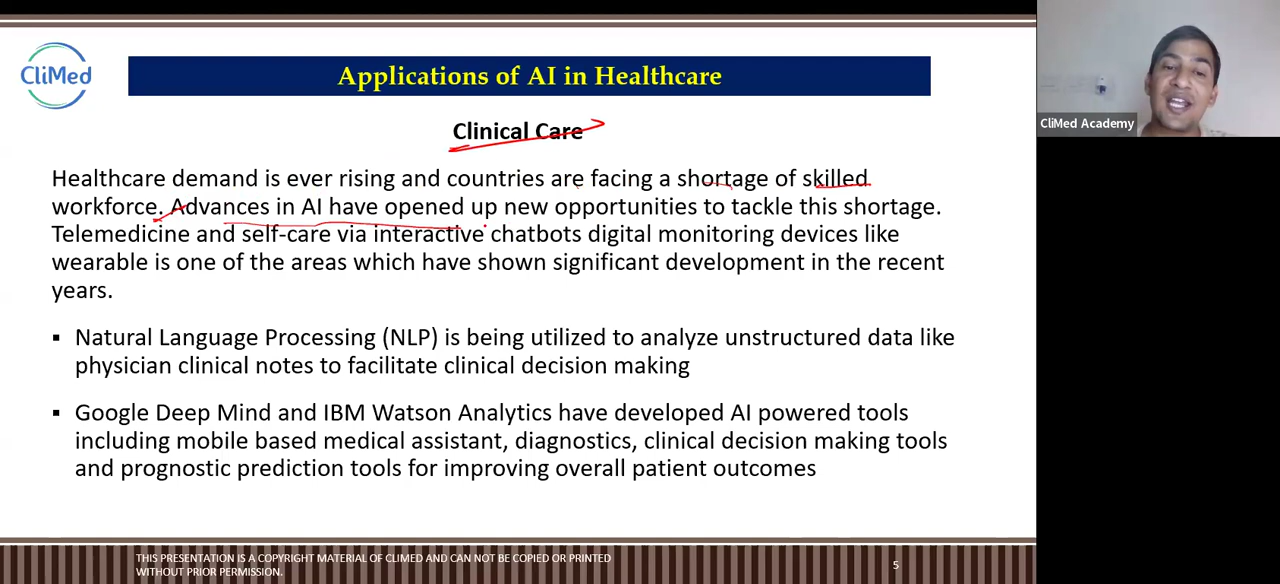 CliMed
Applications of AI in Healthcare
CliMed Academy
Clinical Care
Healthcare demand is ever rising and countries are facing a shortage of skilled
workforce. Advances in AI have opened up new opportunities to tackle this shortage.
Telemedicine and self-care via interactive chatbots digital monitoring devices like
wearable is one of the areas which have shown significant development in the recent
years.
▪ Natural Language Processing (NLP) is being utilized to analyze unstructured data like
physician clinical notes to facilitate clinical decision making
▪ Google Deep Mind and IBM Watson Analytics have developed AI powered tools
including mobile based medical assistant, diagnostics, clinical decision making tools
and prognostic prediction tools for improving overall patient outcomes
THIS PRESENTATION IS A COPYRIGHT MATERIAL OF CLIMED AND CAN NOT BE COPIED OR PRINTED
WITHOUT PRIOR PERMISSION.
5